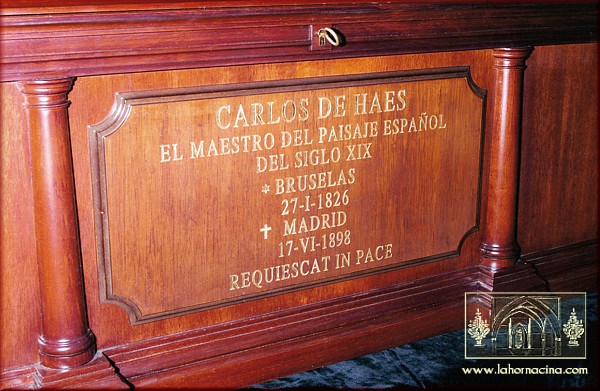 CARLOS DE HAES
EL MAESTRO DEL PAISAJE ESPAÑOL
DEL SIGLO XIX
* BRUSELAS
27-I-1826
✝ MADRID
17-VI-1898
REQUIESCAT IN PACE
www.lahornacina.com